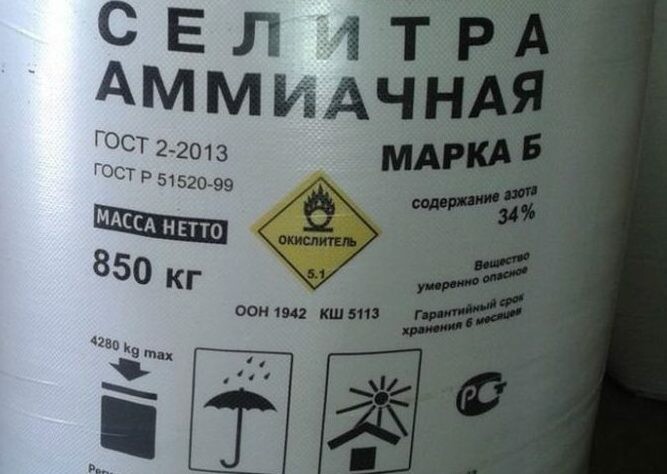 СЕЛИТРА
АММИАЧНАЯ
ГОСТ 2-2013
ГОСТ Р 51520-99
МАРКА Б
содержание азота
34%
МАССА НЕТТО
850 кг
ОКИСЛИТЕЛЬ
5.1
Вещество
умеренно опасное
ООН 1942 КШ 5113
Гарантийный срок
хранения 6 месяцев
4280 kg max
РСТ